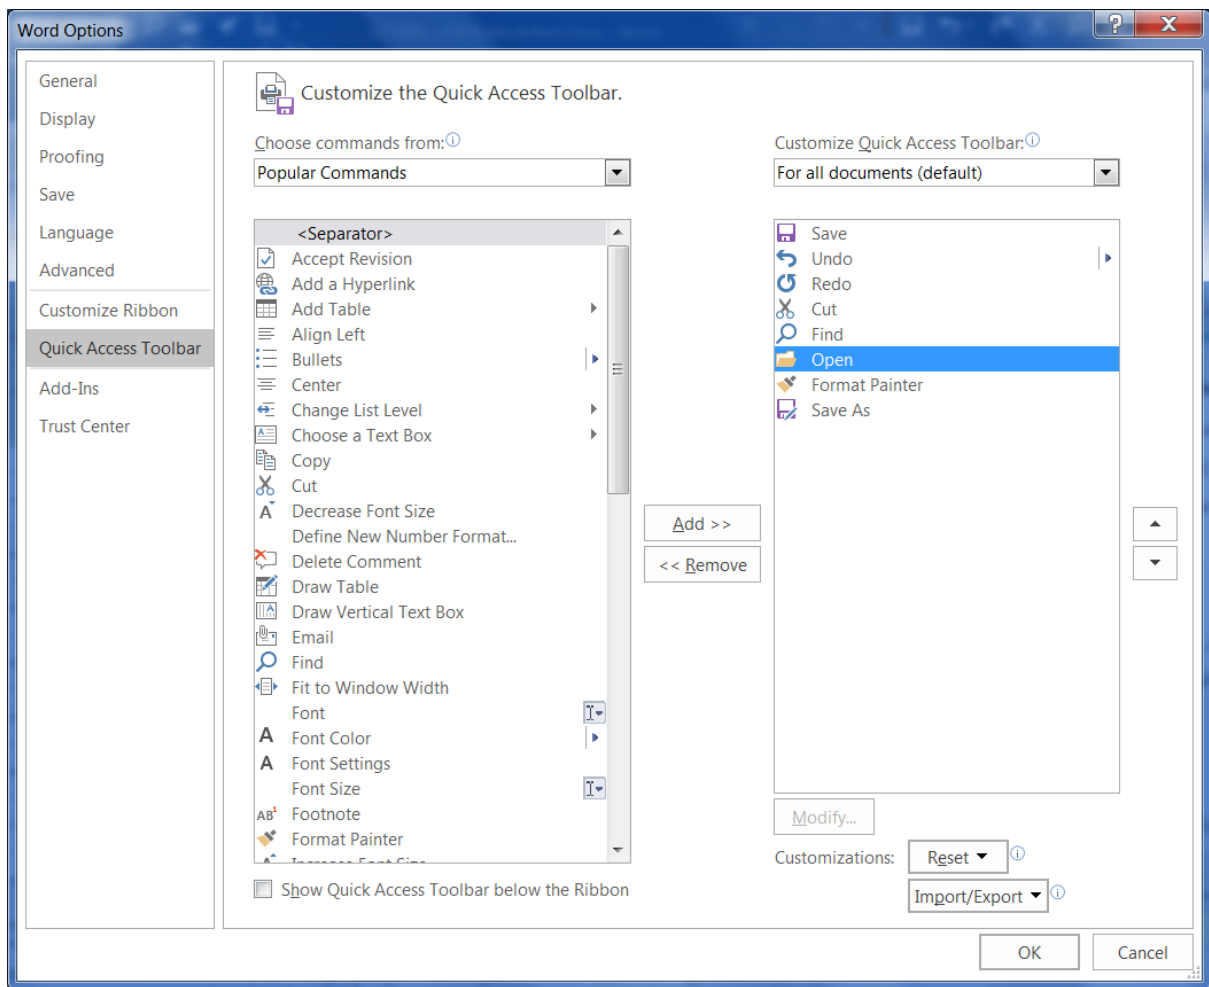 Word Options
General
Display
Proofing
Save
Language
Advanced
Customize Ribbon
Quick Access Toolbar
Add-Ins
Trust Center
Customize the Quick Access Toolbar.
Choose commands from:
Popular Commands
<Separator>
Accept Revision
Add a Hyperlink
Add Table
Align Left
Bullets
Center
Change List Level
Choose a Text Box
Copy
Cut
Decrease Font Size
Define New Number Format...
Delete Comment
Draw Table
Draw Vertical Text Box
Email
Find
Fit to Window Width
Font
Font Color
Font Settings
Font Size
Footnote
Format Painter
Increase Font Size
Show Quick Access Toolbar below the Ribbon
Add >>
<< Remove
Customize Quick Access Toolbar:
For all documents (default)
Save
Undo
Redo
Cut
Find
Open
Format Painter
Save As
Modify...
Customizations:
Reset
Import/Export
OK
Cancel